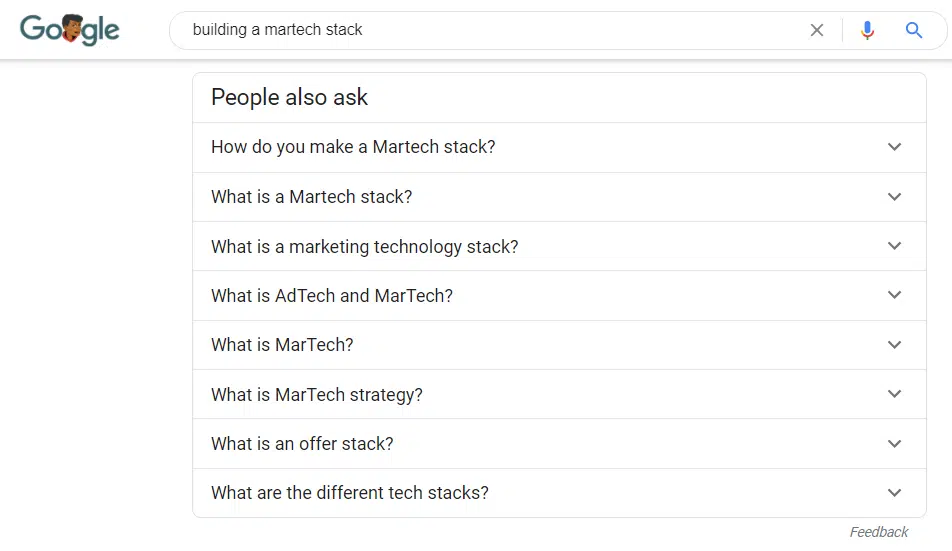 Google
building a martech stack
People also ask
How do you make a Martech stack?
What is a Martech stack?
What is a marketing technology stack?
What is AdTech and MarTech?
What is MarTech?
What is MarTech strategy?
What is an offer stack?
What are the different tech stacks?
Feedback